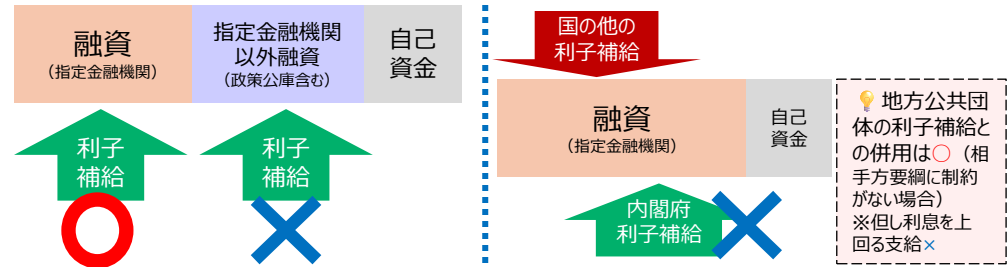 融資
(指定金融機関)
指定金融機関
以外融資
(政策公庫含む)
自己
資金
利子
補給
利子
補給
国の他の
利子補給
融資
(指定金融機関)
自己
資金
内閣府
利子補給
💡地方公共団
体の利子補給と
の併用は〇（相
手方要綱に制約
がない場合）
※但し利息を上
回る支給×